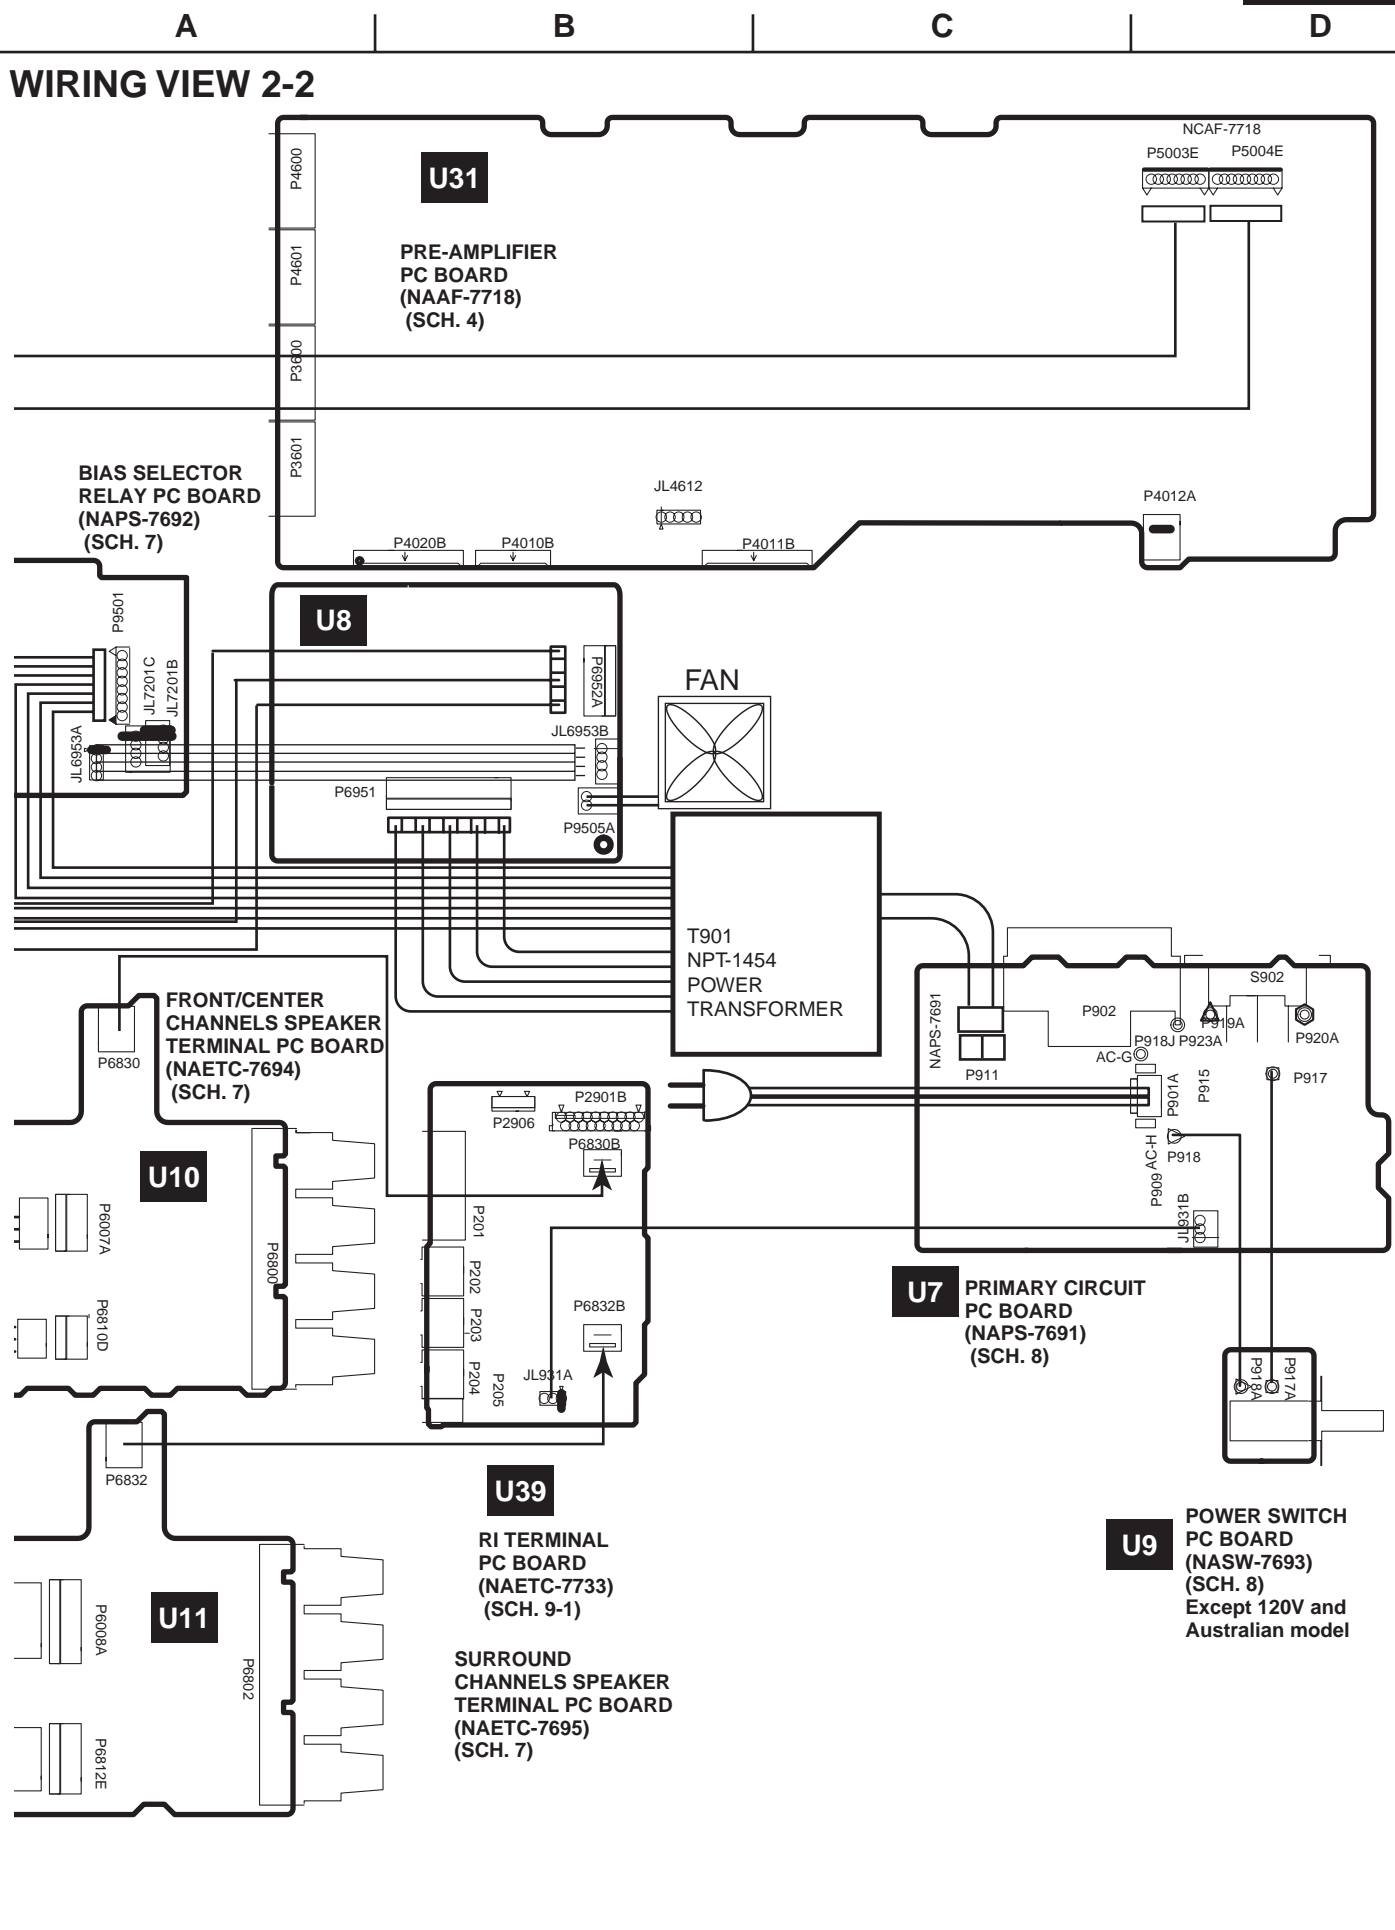 A
B
C
D
WIRING VIEW 2-2
NCAF-7718
P5003E
P5004E
P4600
U31
P4601
PRE-AMPLIFIER
PC BOARD
(NAAF-7718)
(SCH. 4)
P3600
P3601
BIAS SELECTOR
RELAY PC BOARD
(NAPS-7692)
(SCH. 7)
JL4612
P4012A
P4020B
P4010B
P4011B
P9501
U8
JL7201C
JL7201B
P6952A
FAN
JL6953A
JL6953B
P6951
P9505A
T901
NPT-1454
POWER
TRANSFORMER
FRONT/CENTER
CHANNELS SPEAKER
TERMINAL PC BOARD
(NAETC-7694)
(SCH. 7)
P6830
NAPS-7691
P902
S902
P919A
P920A
P918J
P923A
AC-G
P911
P917
P901A
P915
P2901B
P2906
P6830B
AC-H
P918
P909
U10
P6007A
P201
JL931B
P6800
P202
U7
PRIMARY CIRCUIT
PC BOARD
(NAPS-7691)
(SCH. 8)
P6810D
P203
P6832B
P204
P205
JL931A
P918A
P917A
P6832
U39
RI TERMINAL
PC BOARD
(NAETC-7733)
(SCH. 9-1)
U9
POWER SWITCH
PC BOARD
(NASW-7693)
(SCH. 8)
Except 120V and
Australian model
U11
P6008A
P6802
SURROUND
CHANNELS SPEAKER
TERMINAL PC BOARD
(NAETC-7695)
(SCH. 7)
P6812E